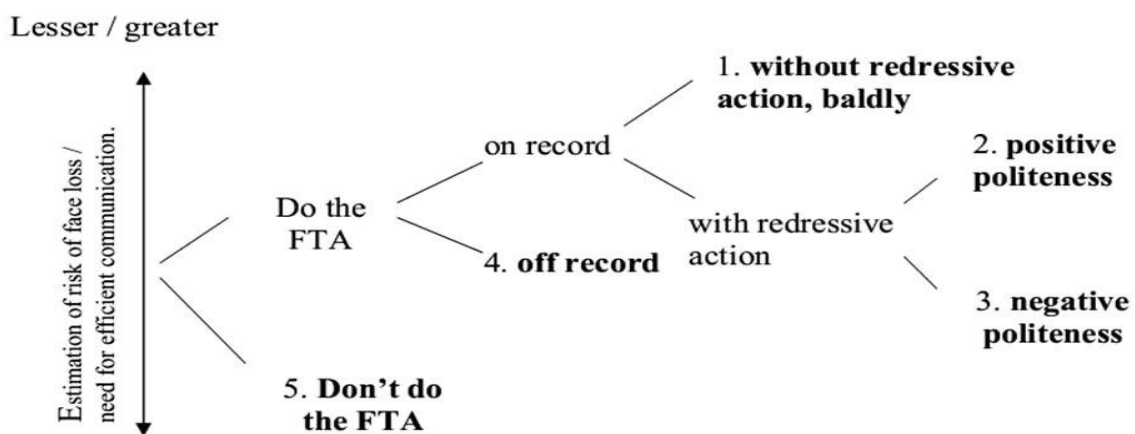 Lesser / greater
Estimation of risk of face loss /
need for efficient communication.
Do the
FTA
on record
1. without redressive
action, baldly
with redressive
action
2. positive
politeness
3. negative
politeness
4. off record
5. Don't do
the FTA